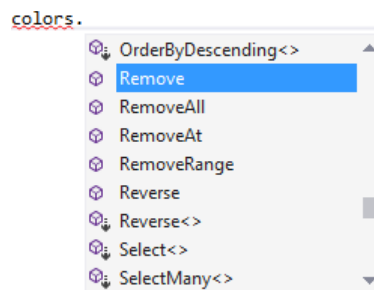 colors.
OrderByDescending<>
Remove
RemoveAll
RemoveAt
RemoveRange
Reverse
Reverse<>
Select<>
SelectMany<>